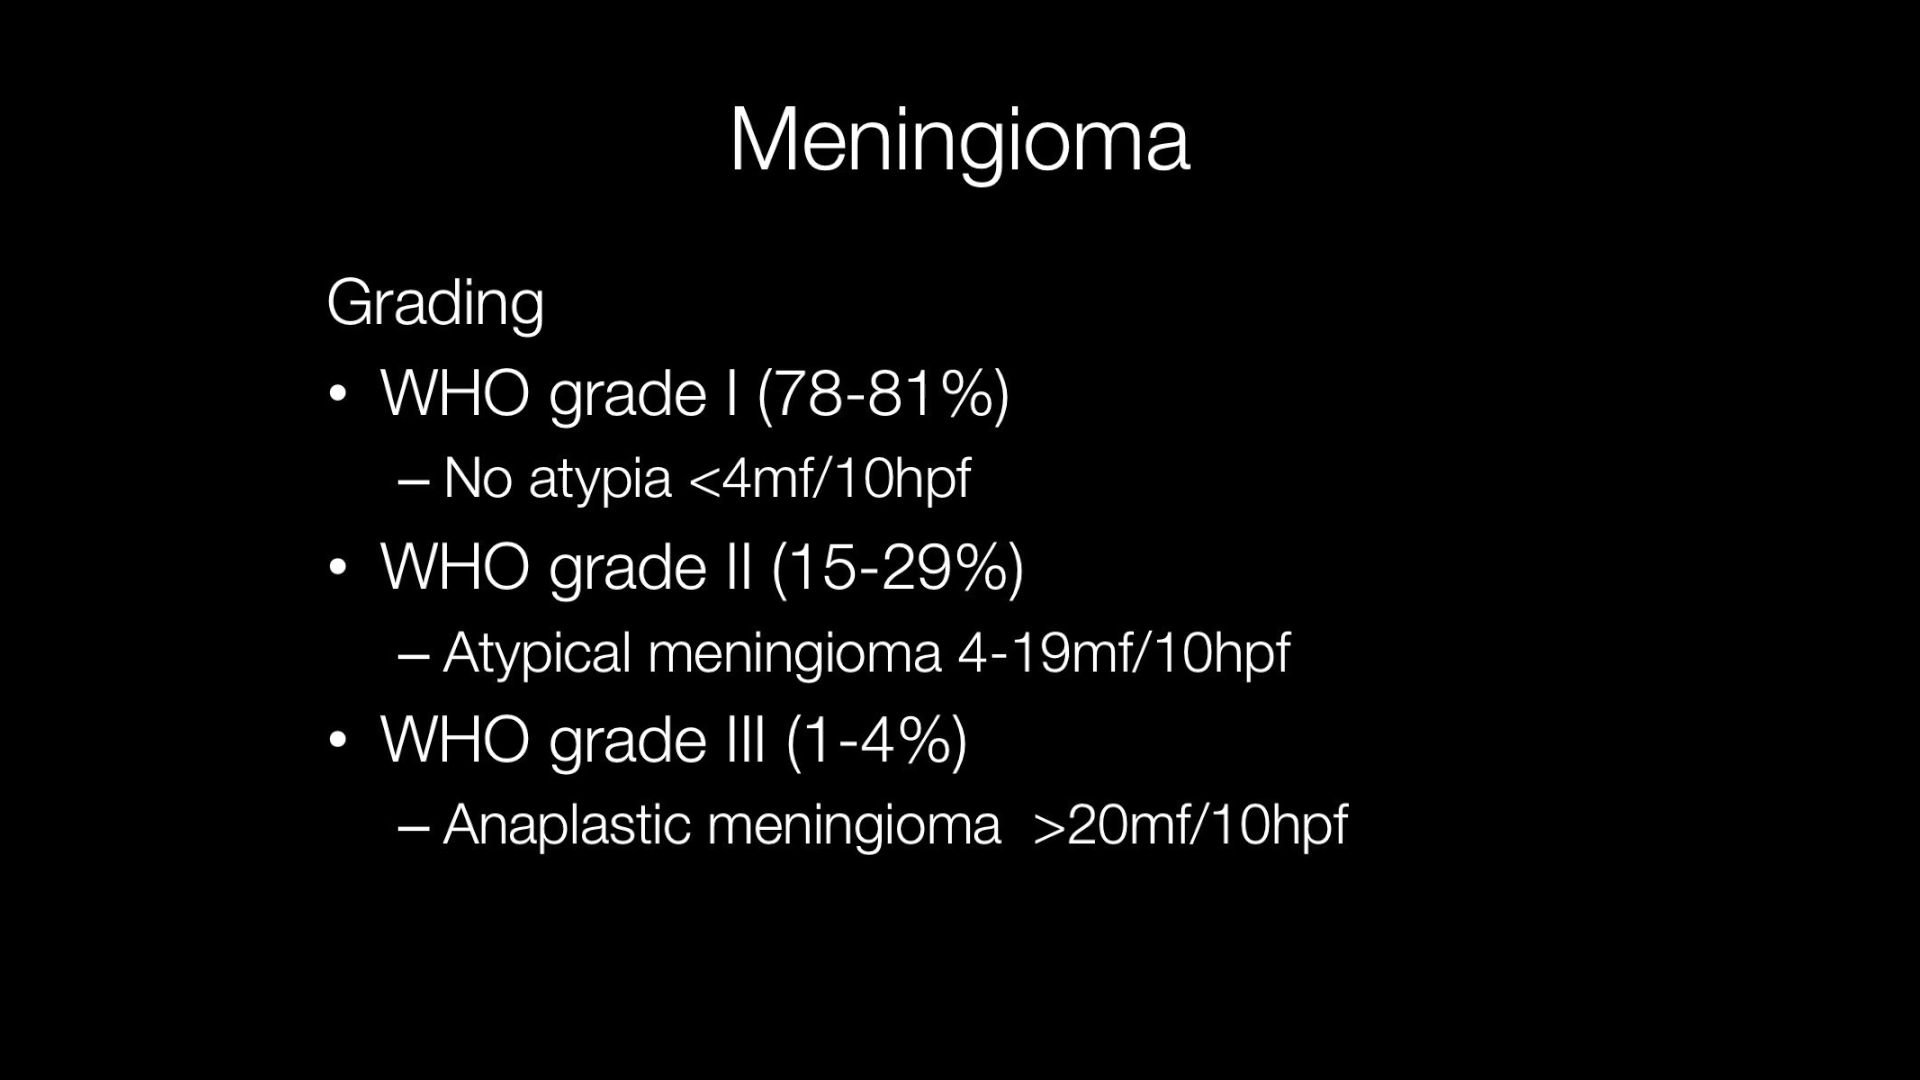 Meningioma
Grading
• WHO grade I (78-81%)
– No atypia <4mf/10hpf
• WHO grade II (15-29%)
– Atypical meningioma 4-19mf/10hpf
• WHO grade III (1-4%)
– Anaplastic meningioma  >20mf/10hpf